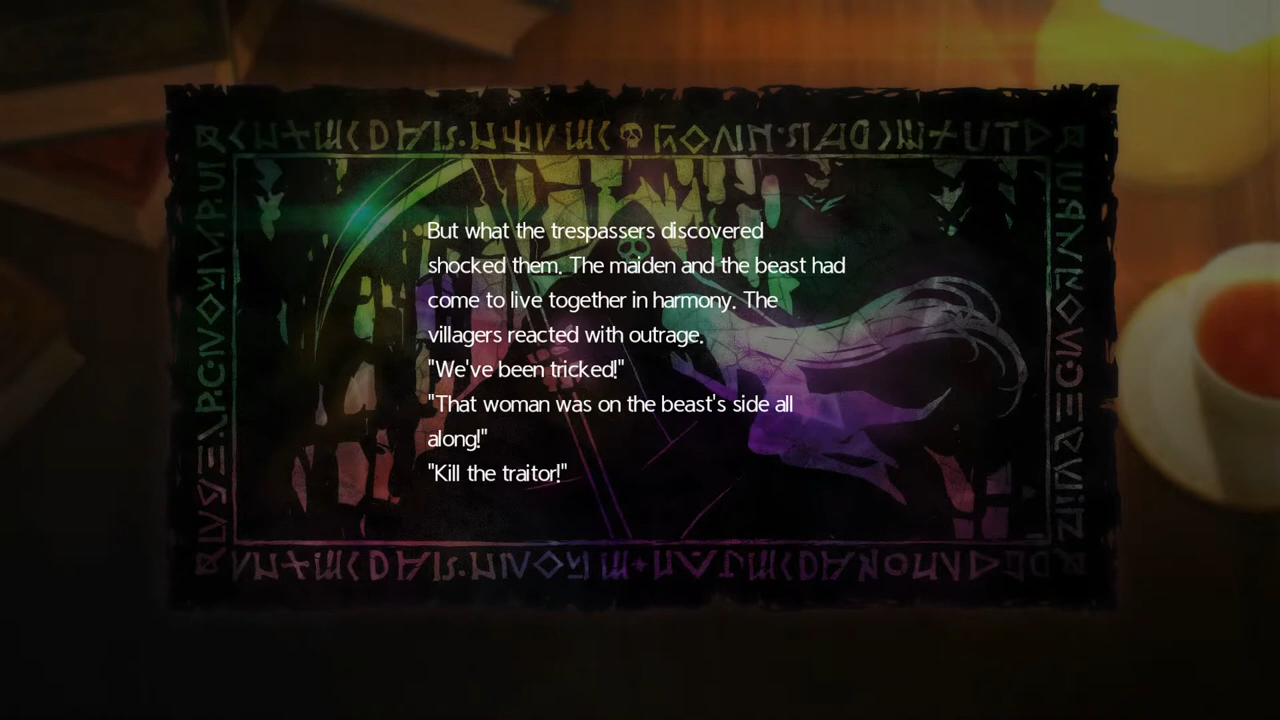 But what the trespassers discovered
shocked them. The maiden and the beast had
come to live together in harmony. The
villagers reacted with outrage.
"We've been tricked!"
"That woman was on the beast's side all
along!"
"Kill the traitor!"